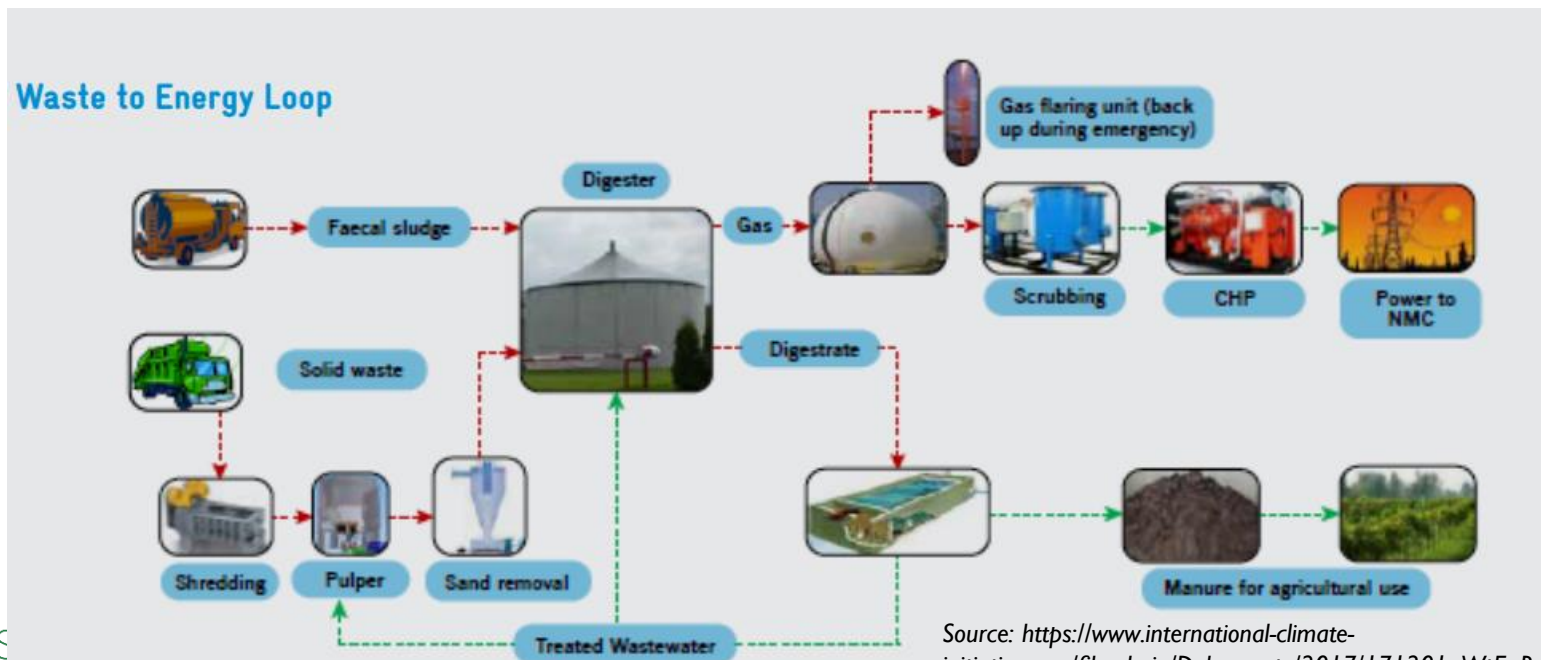 Waste to Energy Loop
Gas flaring unit (back
up during emergency)
Digester
Faecal sludge
Gas
Scrubbing
CHP
Power to
NMC
Solid waste
Digestrate
Shredding
Pulper
Sand removal
Manure for agricultural use
Treated Wastewater
Source: https://www.international-climate-